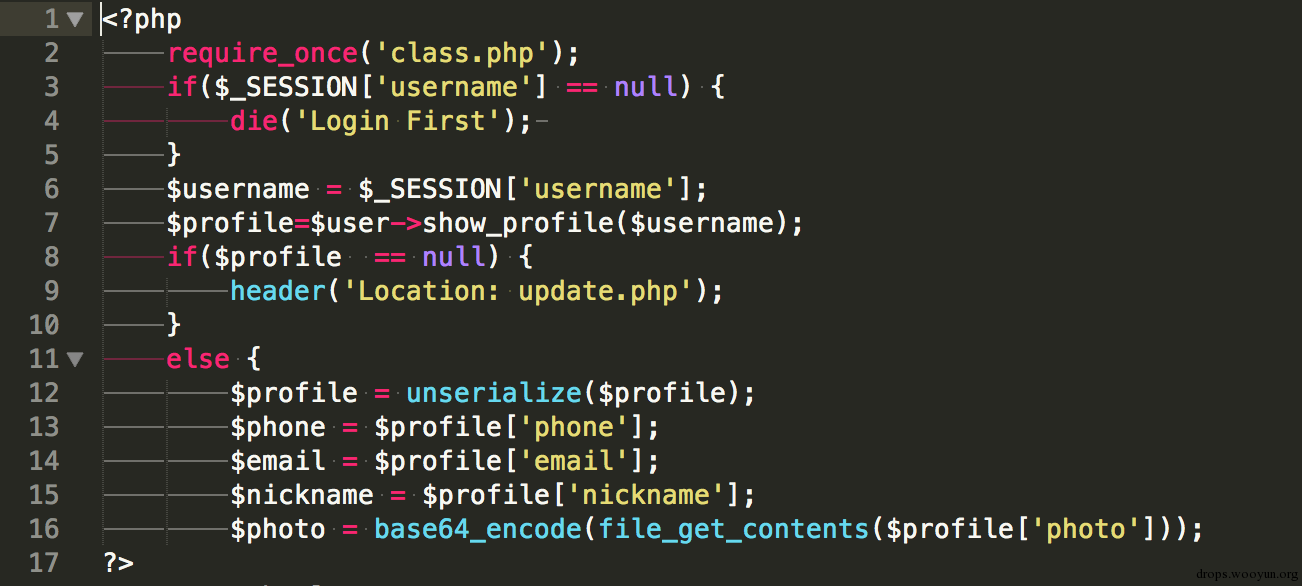 1 <?php
2 require_once('class.php');
3 if($_SESSION['username'] == null) {
4 die('Login First');
5 }
6 $username = $_SESSION['username'];
7 $profile=$user->show_profile($username);
8 if($profile  == null) {
9 header('Location: update.php');
10 }
11 else {
12 $profile = unserialize($profile);
13 $phone = $profile['phone'];
14 $email = $profile['email'];
15 $nickname = $profile['nickname'];
16 $photo = base64_encode(file_get_contents($profile['photo']));
17 ?>
drops.wooyun.org